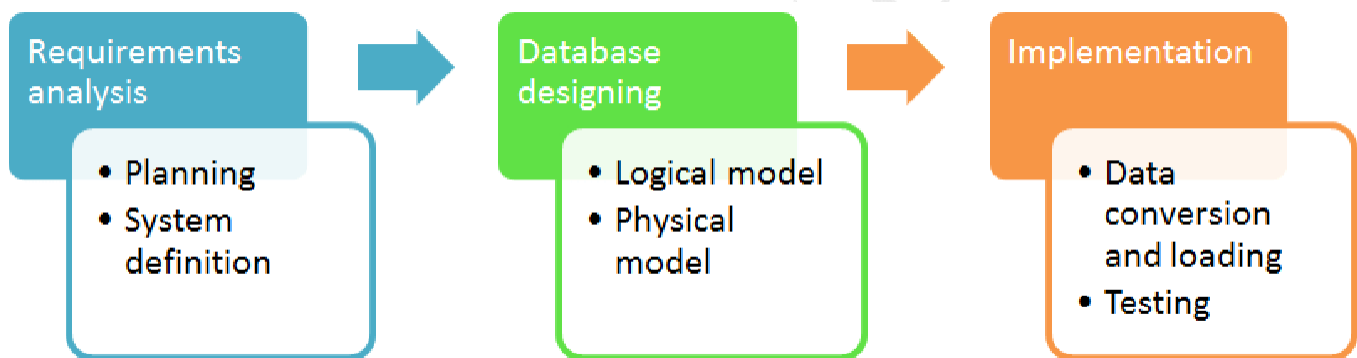 Requirements
analysis
• Planning
• System
definition
Database
designing
• Logical model
• Physical
model
Implementation
• Data
conversion
and loading
• Testing